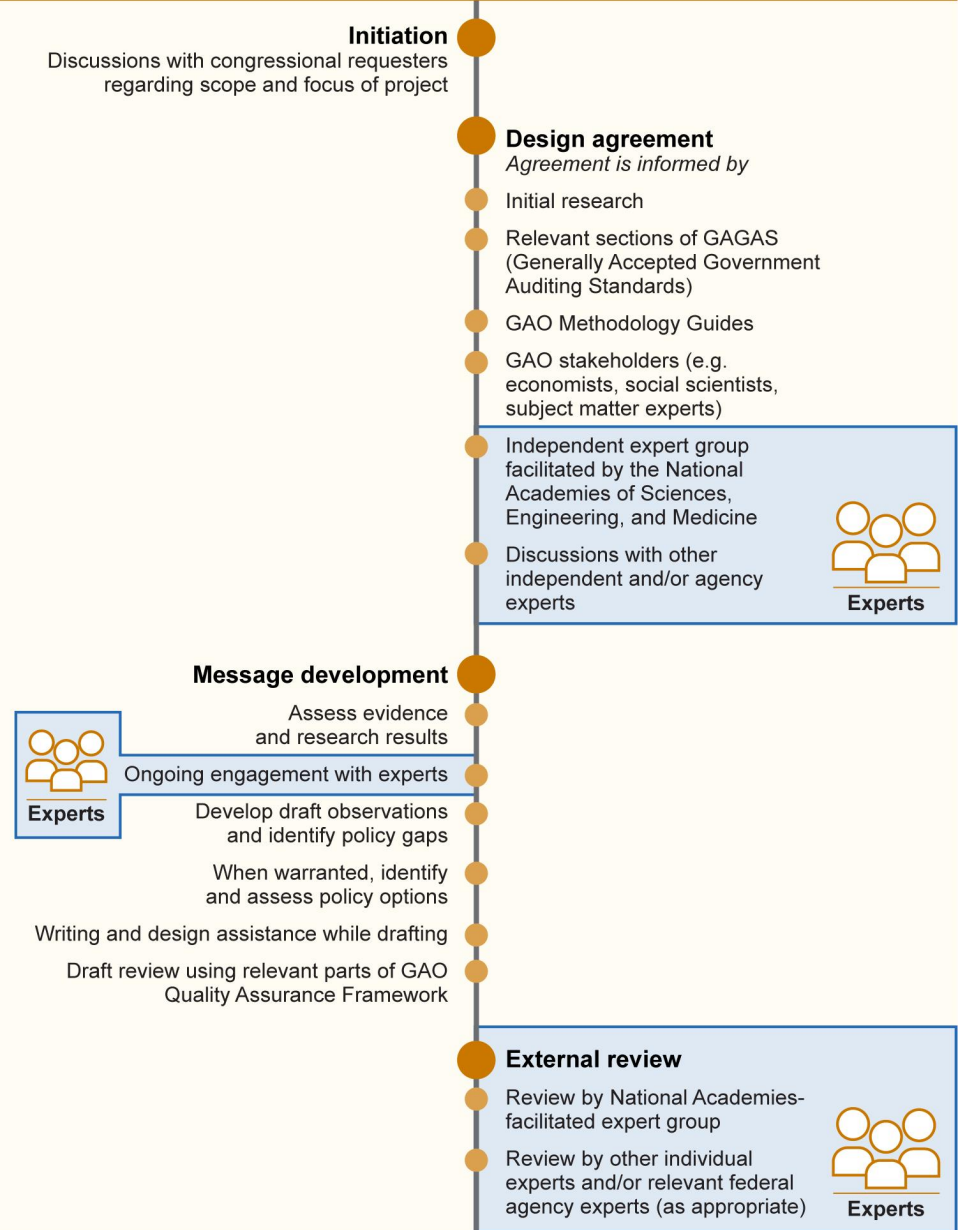 Initiation
Discussions with congressional requesters
regarding scope and focus of project
Design agreement
Agreement is informed by
Initial research
Relevant sections of GAGAS
(Generally Accepted Government
Auditing Standards)
GAO Methodology Guides
GAO stakeholders (e.g.
economists, social scientists,
subject matter experts)
Independent expert group
facilitated by the National
Academies of Sciences,
Engineering, and Medicine
Discussions with other
independent and/or agency
experts
Experts
Message development
Assess evidence
and research results
Ongoing engagement with experts
Experts
Develop draft observations
and identify policy gaps
When warranted, identify
and assess policy options
Writing and design assistance while drafting
Draft review using relevant parts of GAO
Quality Assurance Framework
External review
Review by National Academies-
facilitated expert group
Review by other individual
experts and/or relevant federal
agency experts (as appropriate)
Experts